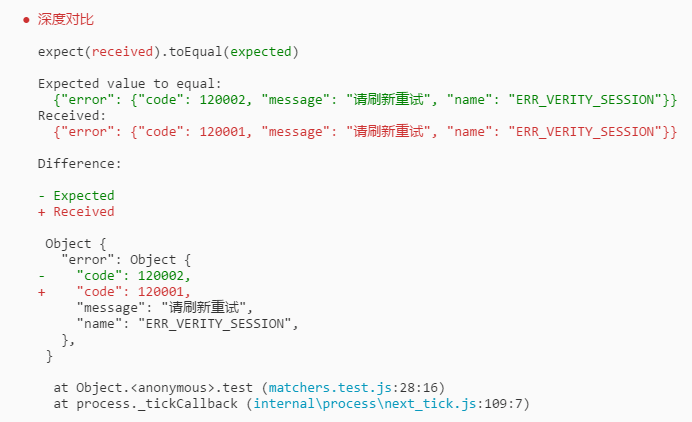 ● 深度对比
expect(received).toEqual(expected)
Expected value to equal:
{"error": {"code": 120002, "message": "请刷新重试", "name": "ERR_VERITY_SESSION"}}
Received:
{"error": {"code": 120001, "message": "请刷新重试", "name": "ERR_VERITY_SESSION"}}
Difference:
- Expected
+ Received
Object {
"error": Object {
- "code": 120002,
+ "code": 120001,
"message": "请刷新重试",
"name": "ERR_VERITY_SESSION",
},
}
at Object.<anonymous>.test (matchers.test.js:28:16)
at process._tickCallback (internal\process\next_tick.js:109:7)